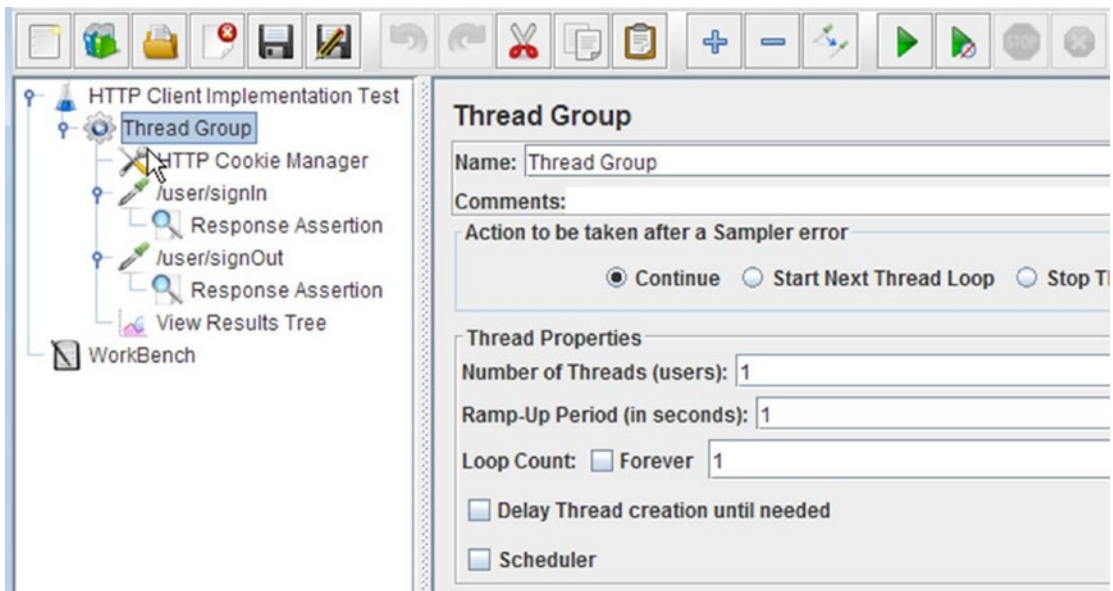 STOP
HTTP Client Implementation Test
Thread Group
HTTP Cookie Manager
/user/signIn
Response Assertion
/user/signOut
Response Assertion
View Results Tree
WorkBench
Thread Group
Name: Thread Group
Comments:
Action to be taken after a Sampler error
Continue Start Next Thread Loop Stop T
Thread Properties
Number of Threads (users): 1
Ramp-Up Period (in seconds): 1
Loop Count: Forever 1
Delay Thread creation until needed
Scheduler